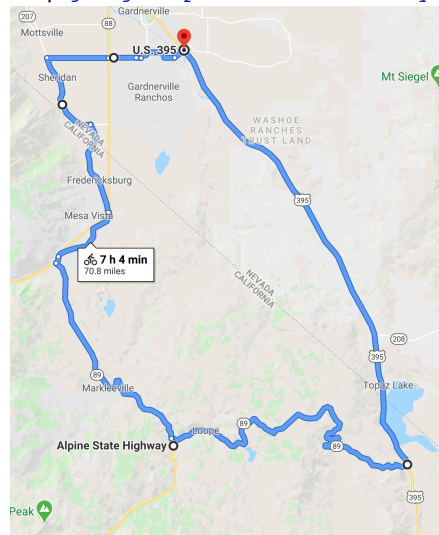 Gardnerville
207
Mottsville
88
U.S. 395
Sheridan
Gardnerville
Ranchos
Mt Siegel
WASHOE
RANCHES
TRUST LAND
NEVADA
CALIFORNIA
Fredericksburg
395
Mesa Vista
7 h 4 min
70.8 miles
NEVADA
CALIFORNIA
208
395
89
Topaz Lake
Markleeville
89
Loupe
Alpine State Highway
89
395
Peak